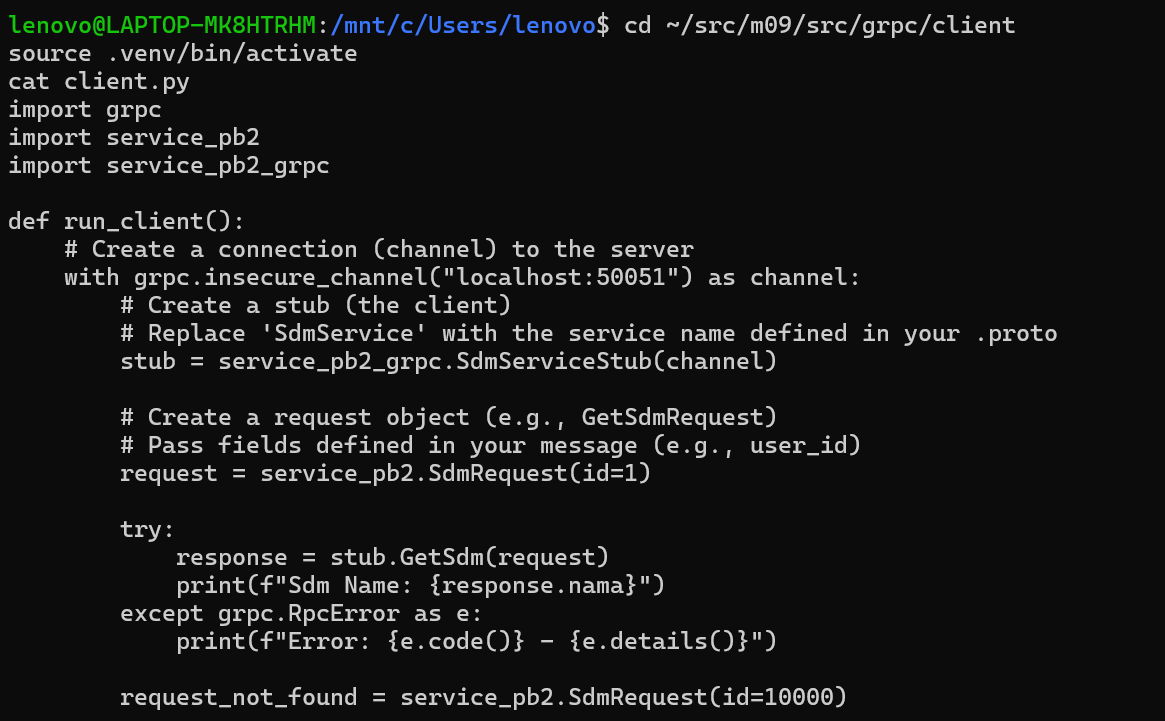 lenovo@LAPTOP-MK8HTRHM:/mnt/c/Users/lenovo$ cd ~/src/m09/src/grpc/client
source .venv/bin/activate
cat client.py
import grpc
import service_pb2
import service_pb2_grpc

def run_client():
    # Create a connection (channel) to the server
    with grpc.insecure_channel("localhost:50051") as channel:
        # Create a stub (the client)
        # Replace 'SdmService' with the service name defined in your .proto
        stub = service_pb2_grpc.SdmServiceStub(channel)

        # Create a request object (e.g., GetSdmRequest)
        # Pass fields defined in your message (e.g., user_id)
        request = service_pb2.SdmRequest(id=1)

        try:
            response = stub.GetSdm(request)
            print(f"Sdm Name: {response.nama}")
        except grpc.RpcError as e:
            print(f"Error: {e.code()} - {e.details()}")

        request_not_found = service_pb2.SdmRequest(id=10000)